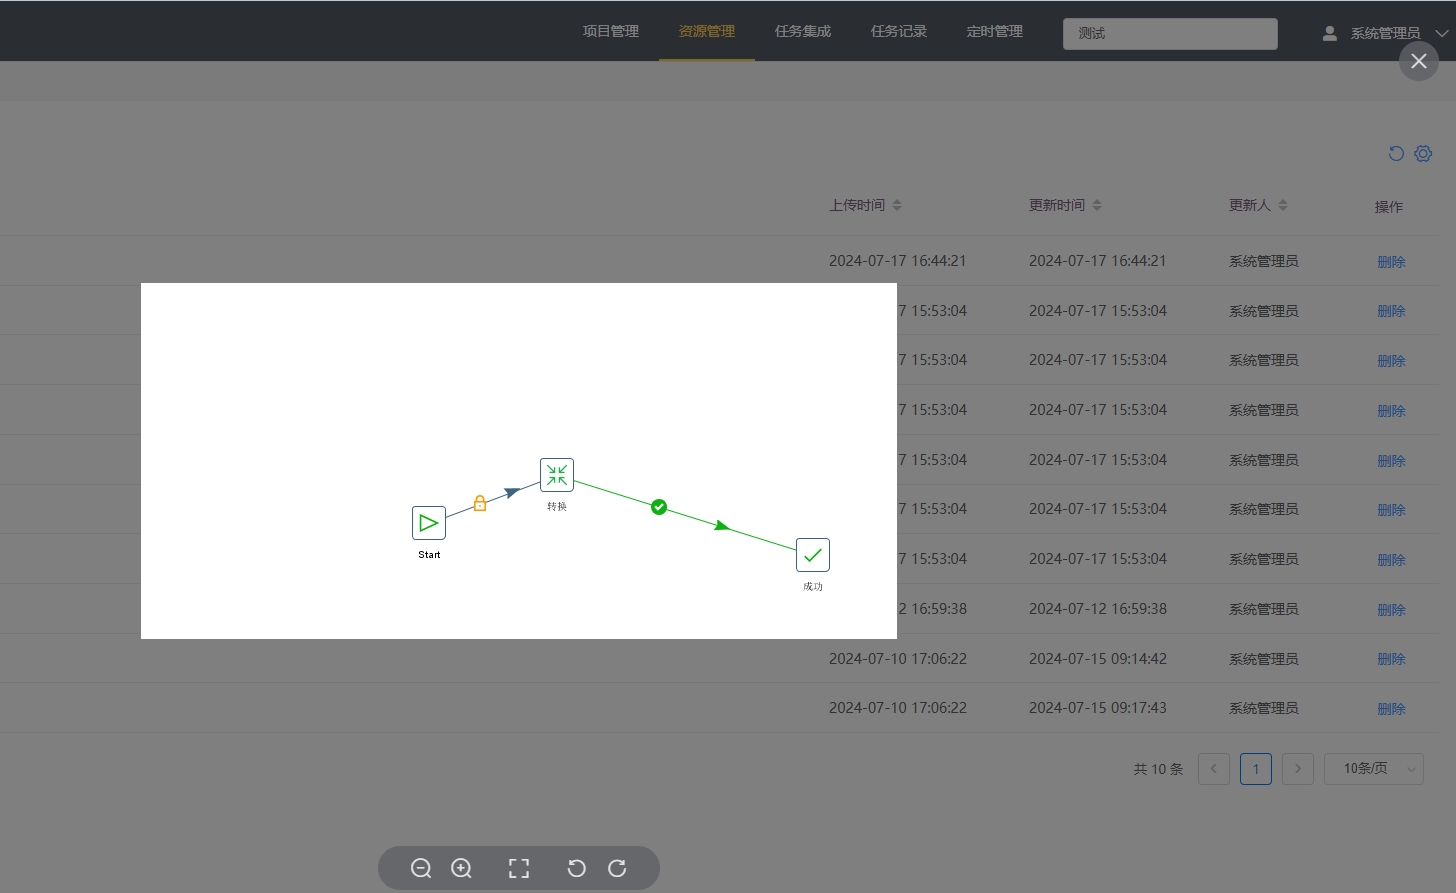 项目管理 资源管理 任务集成 任务记录 定时管理 测试 系统管理员
上传时间 更新时间 更新人 操作
2024-07-17 16:44:21 2024-07-17 16:44:21 系统管理员 删除
7 15:53:04 2024-07-17 15:53:04 系统管理员 删除
7 15:53:04 2024-07-17 15:53:04 系统管理员 删除
7 15:53:04 2024-07-17 15:53:04 系统管理员 删除
7 15:53:04 2024-07-17 15:53:04 系统管理员 删除
7 15:53:04 2024-07-17 15:53:04 系统管理员 删除
7 15:53:04 2024-07-17 15:53:04 系统管理员 删除
2 16:59:38 2024-07-12 16:59:38 系统管理员 删除
2024-07-10 17:06:22 2024-07-15 09:14:42 系统管理员 删除
2024-07-10 17:06:22 2024-07-15 09:17:43 系统管理员 删除
转换
Start
成功
共 10 条 1 10条/页